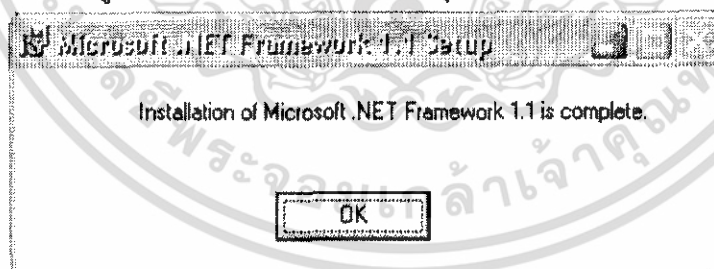 Microsoft .NET Framework 1.1 Setup
Installation of Microsoft .NET Framework 1.1 is complete.
OK